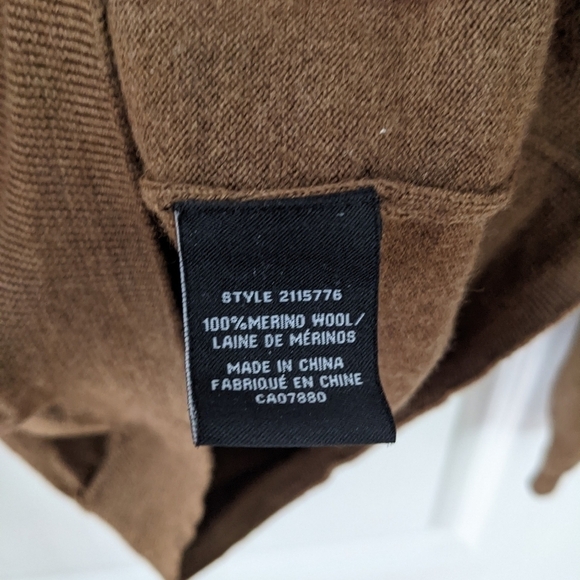 STYLE 2115776
100%MERINO WOOL/
LAINE DE MÉRINOS
MADE IN CHINA
FABRIQUÉ EN CHINE
CA07880